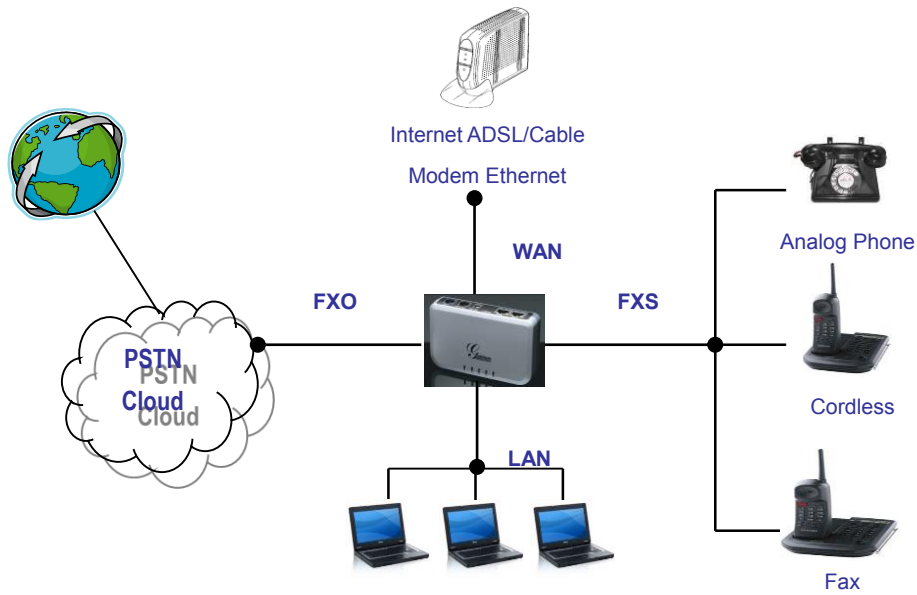 Internet ADSL/Cable
Modem Ethernet
WAN
FXO
FXS
Analog Phone
PSTN
Cloud
PSTN
Cloud
Cordless
LAN
Fax